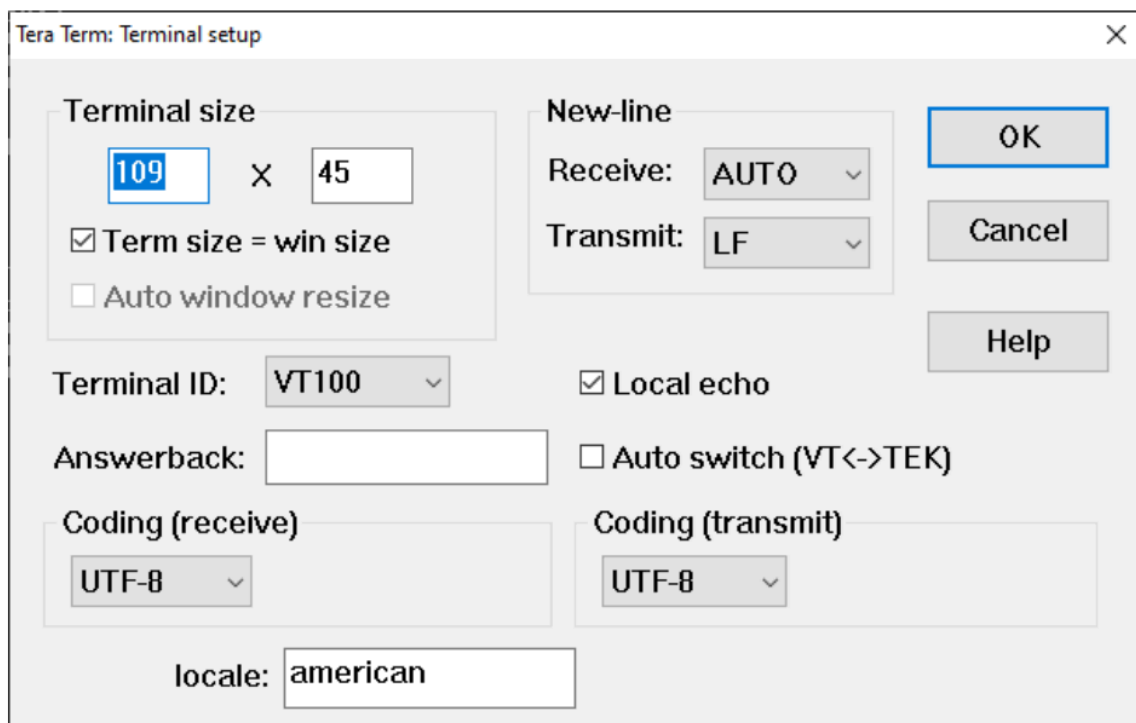 Tera Term: Terminal setup
Terminal size
109 X 45
Term size = win size
Auto window resize
New-line
Receive: AUTO
Transmit: LF
OK
Cancel
Help
Terminal ID: VT100
Local echo
Answerback:
Auto switch (VT<->TEK)
Coding (receive)
UTF-8
Coding (transmit)
UTF-8
locale: american